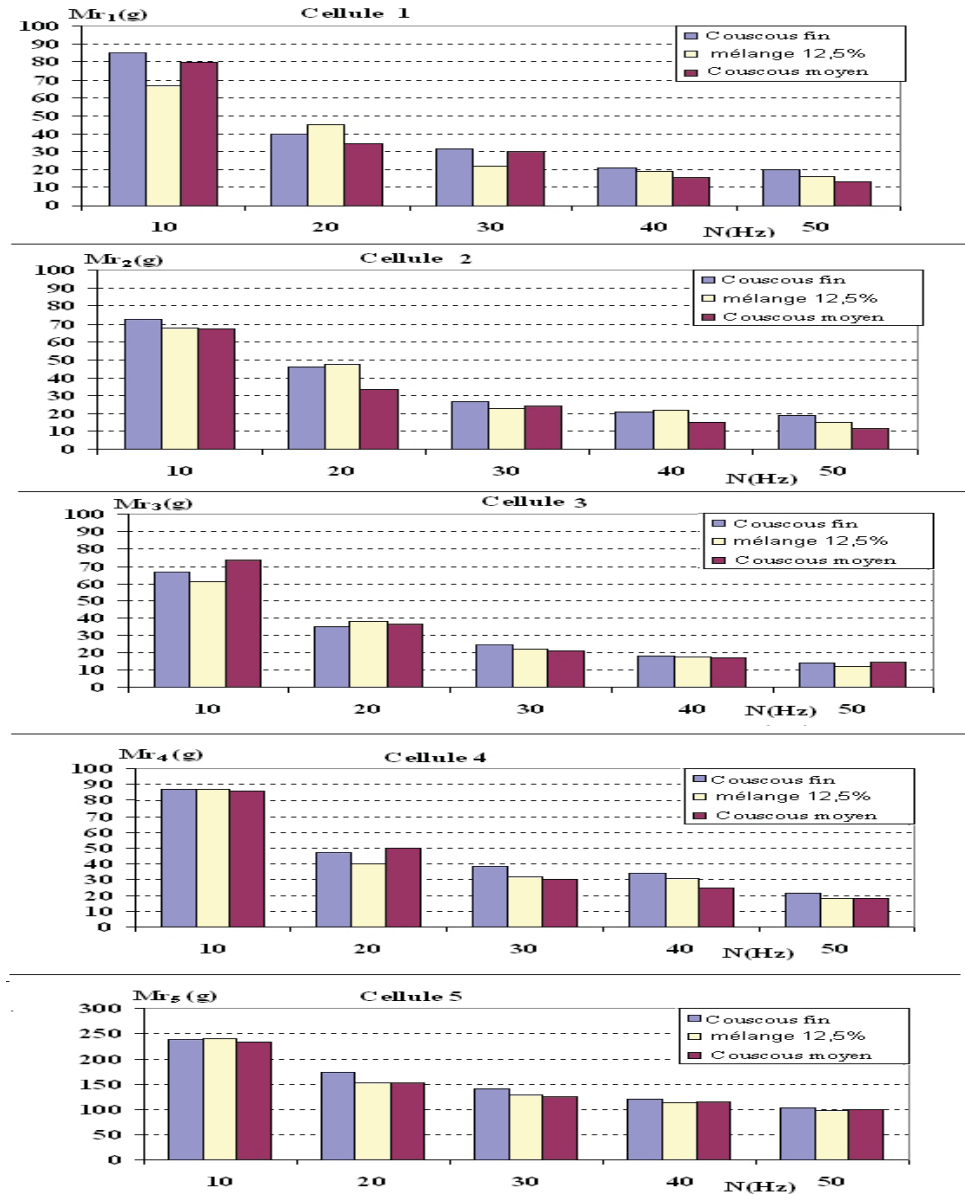 Mr₁(g) Cellule 1
100
90
80
70
60
50
40
30
20
10
0
Couscous fin
mélange 12,5%
Couscous moyen
10 20 30 40 N(Hz) 50
Mr₂(g) Cellule 2
100
90
80
70
60
50
40
30
20
10
0
Couscous fin
mélange 12,5%
Couscous moyen
10 20 30 40 N(Hz) 50
Mr₃(g) Cellule 3
100
90
80
70
60
50
40
30
20
10
0
Couscous fin
mélange 12,5%
Couscous moyen
10 20 30 40 N(Hz) 50
Mr₄(g) Cellule 4
100
90
80
70
60
50
40
30
20
10
0
Couscous fin
mélange 12,5%
Couscous moyen
10 20 30 40 N(Hz) 50
Mr₅(g) Cellule 5
300
250
200
150
100
50
0
Couscous fin
mélange 12,5%
Couscous moyen
10 20 30 40 N(Hz) 50